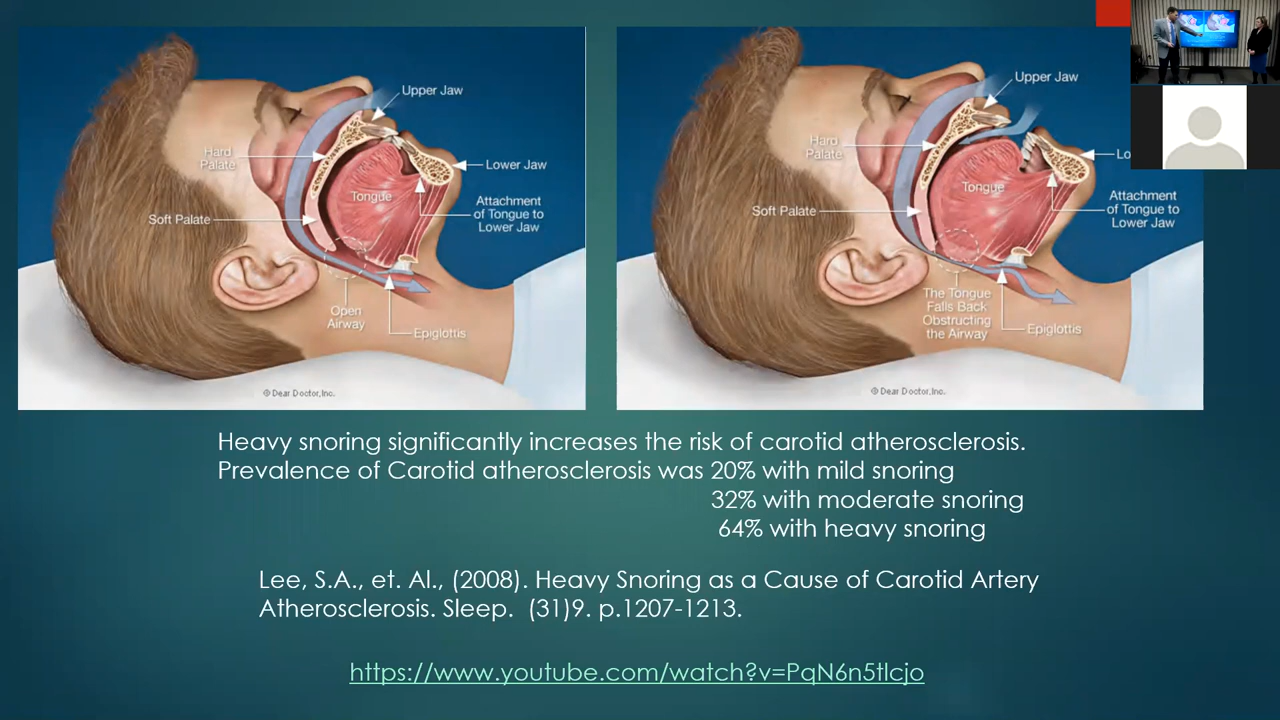 Upper Jaw
Hard
Palate
Lower Jaw
Tongue
Attachment
of Tongue to
Lower Jaw
Soft Palate
Open
Airway
Epiglottis
© Dear Doctor,Inc.
Upper Jaw
Hard
Palate
Lo
Tongue
Attachment
of Tongue to
Lower Jaw
Soft Palate
The Tongue
Falls Back
Obstructing
the Airway
Epiglottis
© Dear Doctor,Inc.
Heavy snoring significantly increases the risk of carotid atherosclerosis.
Prevalence of Carotid atherosclerosis was 20% with mild snoring
32% with moderate snoring
64% with heavy snoring
Lee, S.A., et. Al., (2008). Heavy Snoring as a Cause of Carotid Artery
Atherosclerosis. Sleep. (31)9. p.1207-1213.
https://www.youtube.com/watch?v=PqN6n5tlcjo